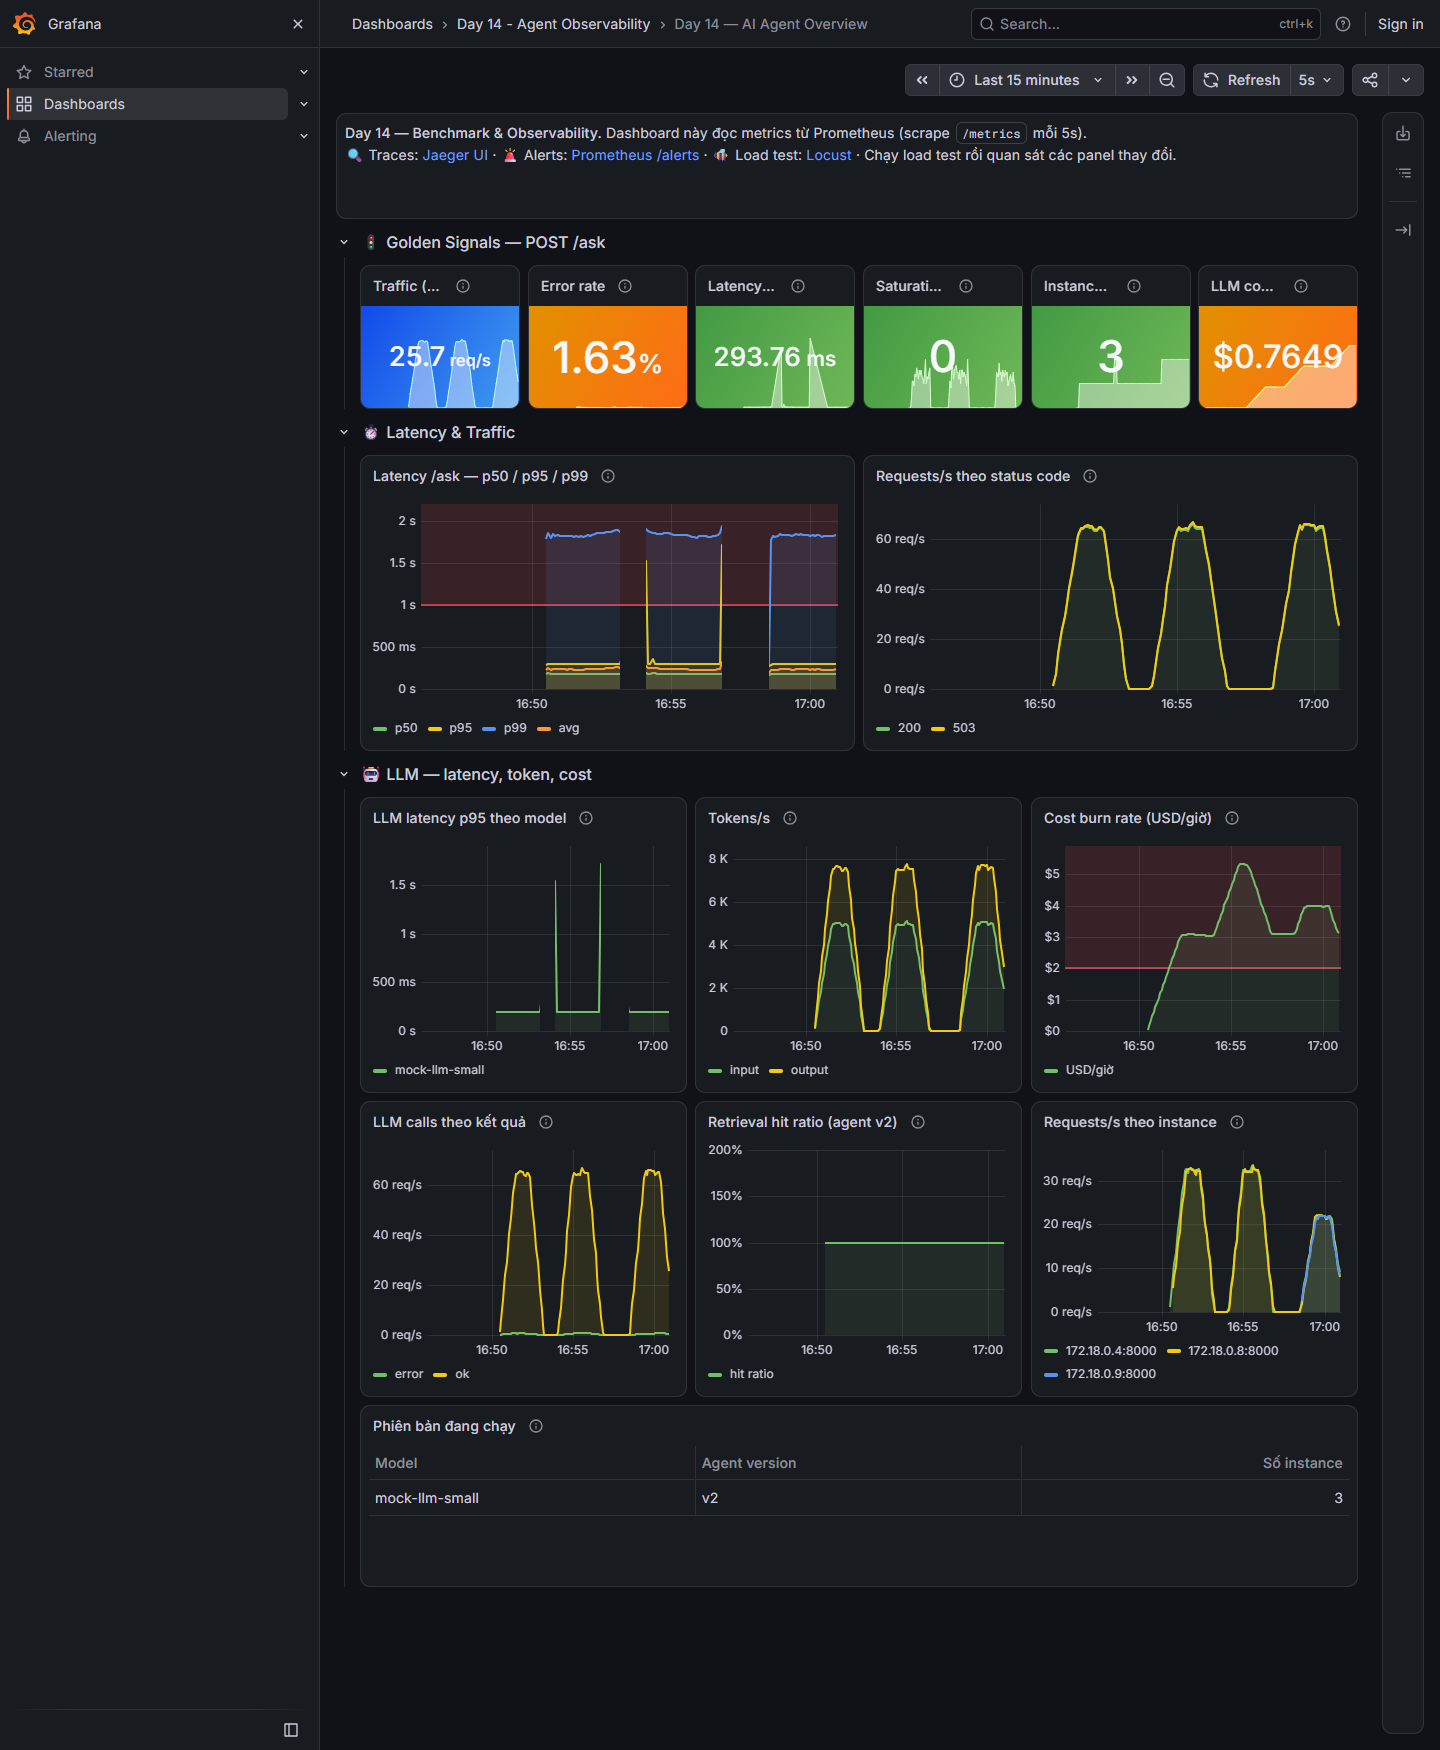 Grafana
Dashboards › Day 14 - Agent Observability › Day 14 — AI Agent Overview
Search...
ctrl+k
Sign in
Starred
Dashboards
Alerting
Last 15 minutes
Refresh
5s
Day 14 — Benchmark & Observability. Dashboard này đọc metrics từ Prometheus (scrape /metrics mỗi 5s).
Traces: Jaeger UI · Alerts: Prometheus /alerts · Load test: Locust · Chạy load test rồi quan sát các panel thay đổi.
Golden Signals — POST /ask
Traffic (...
Error rate
Latency...
Saturati...
Instanc...
LLM co...
25.7 req/s
1.63%
293.76 ms
0
3
$0.7649
Latency & Traffic
Latency /ask — p50 / p95 / p99
2 s
1.5 s
1 s
500 ms
0 s
16:50
16:55
17:00
p50
p95
p99
avg
Requests/s theo status code
60 req/s
40 req/s
20 req/s
0 req/s
16:50
16:55
17:00
200
503
LLM — latency, token, cost
LLM latency p95 theo model
1.5 s
1 s
500 ms
0 s
16:50
16:55
17:00
mock-llm-small
Tokens/s
8 K
6 K
4 K
2 K
0
16:50
16:55
17:00
input
output
Cost burn rate (USD/giờ)
$5
$4
$3
$2
$1
$0
16:50
16:55
17:00
USD/giờ
LLM calls theo kết quả
60 req/s
40 req/s
20 req/s
0 req/s
16:50
16:55
17:00
error
ok
Retrieval hit ratio (agent v2)
200%
150%
100%
50%
0%
16:50
16:55
17:00
hit ratio
Requests/s theo instance
30 req/s
20 req/s
10 req/s
0 req/s
16:50
16:55
17:00
172.18.0.4:8000
172.18.0.8:8000
172.18.0.9:8000
Phiên bản đang chạy
Model
Agent version
Số instance
mock-llm-small
v2
3